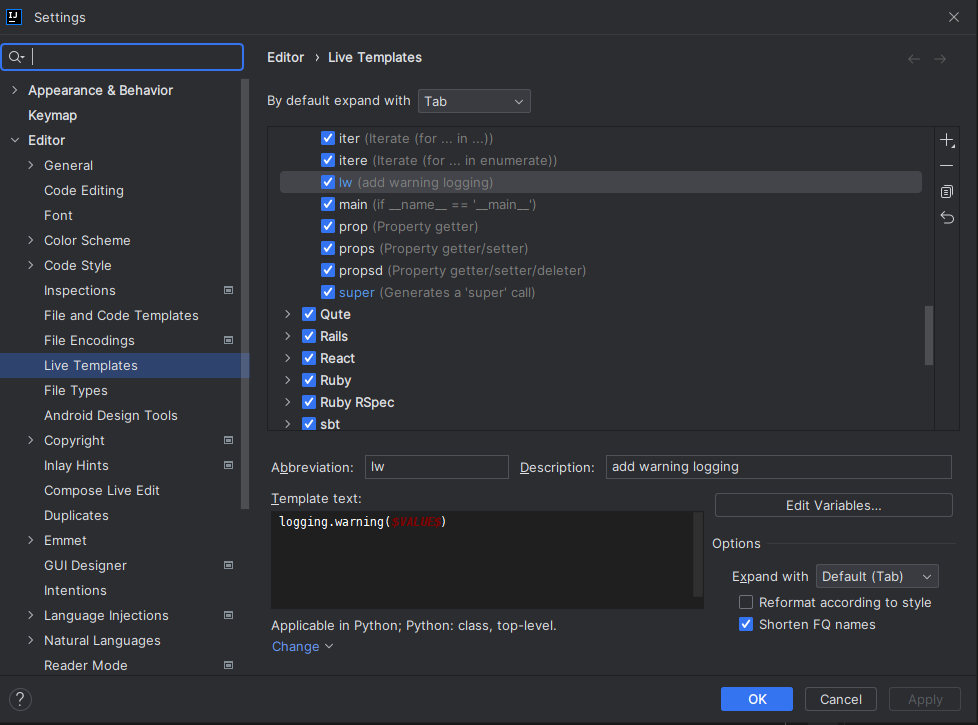 Settings
Editor › Live Templates
Appearance & Behavior
Keymap
Editor
General
Code Editing
Font
Color Scheme
Code Style
Inspections
File and Code Templates
File Encodings
Live Templates
File Types
Android Design Tools
Copyright
Inlay Hints
Compose Live Edit
Duplicates
Emmet
GUI Designer
Intentions
Language Injections
Natural Languages
Reader Mode
By default expand with Tab
iter (Iterate (for ... in ...))
itere (Iterate (for ... in enumerate))
lw (add warning logging)
main (if __name__ == '__main__')
prop (Property getter)
props (Property getter/setter)
propsd (Property getter/setter/deleter)
super (Generates a 'super' call)
Qute
Rails
React
Ruby
Ruby RSpec
sbt
Abbreviation: lw Description: add warning logging
Template text:
logging.warning($VALUE$)
Edit Variables...
Options
Expand with Default (Tab)
Reformat according to style
Shorten FQ names
Applicable in Python; Python: class, top-level.
Change
? OK Cancel Apply